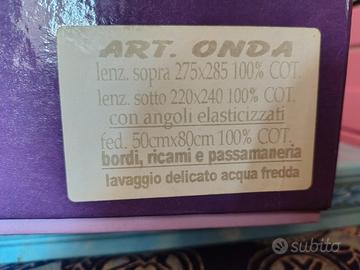 ART. ONDA
lenz. sopra 275x285 100% COT.
lenz. sotto 220x240 100% COT.
con angoli elasticizzati
fed. 50cmx80cm 100% COT.
bordi, ricami e passamaneria
lavaggio delicato acqua fredda
subito